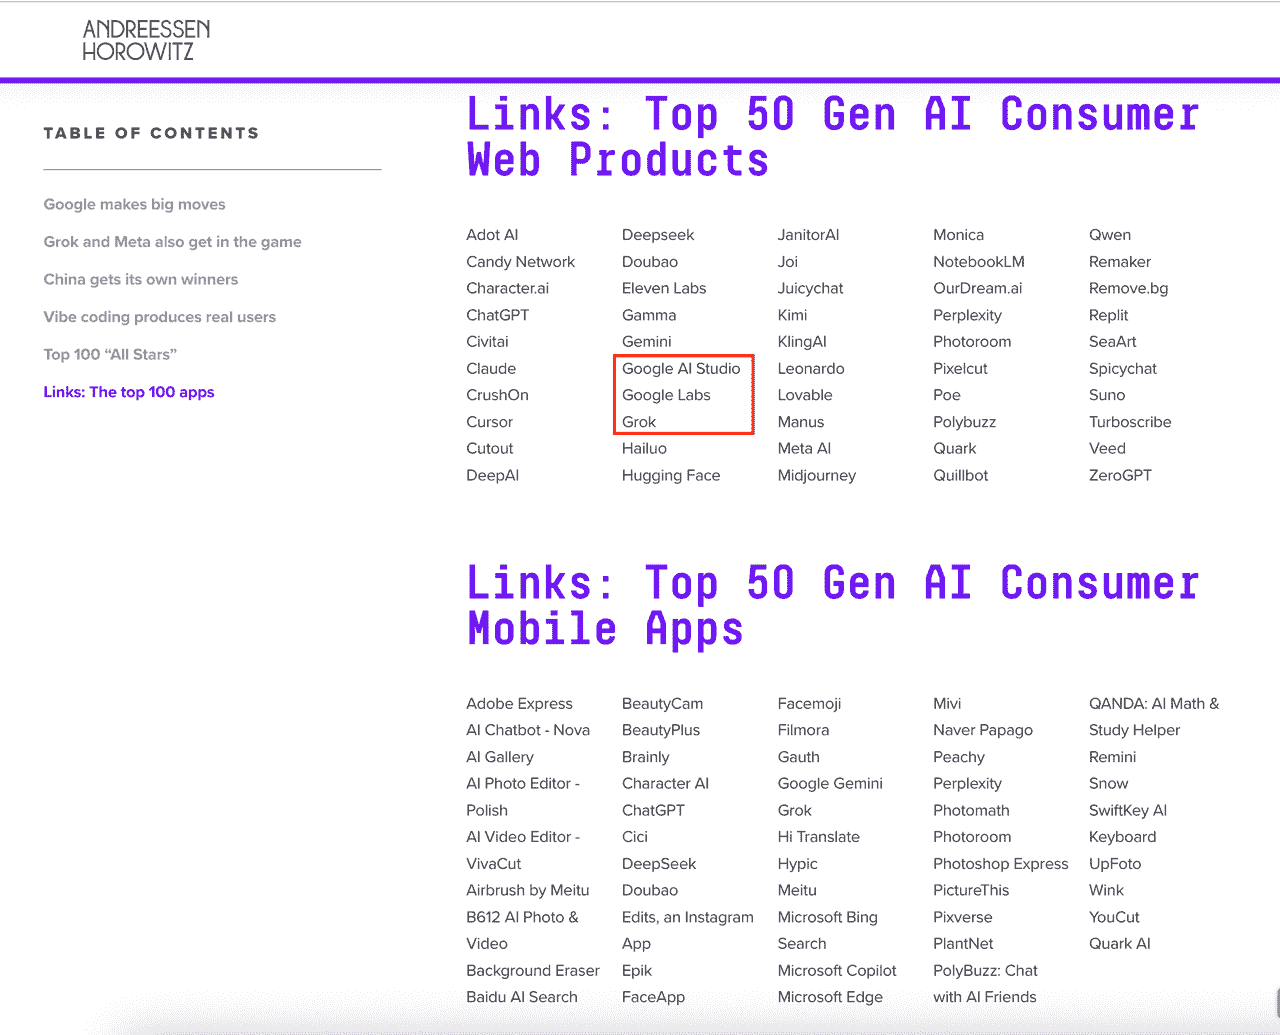 ANDREESSEN
HOROWITZ
TABLE OF CONTENTS
Google makes big moves
Grok and Meta also get in the game
China gets its own winners
Vibe coding produces real users
Top 100 “All Stars”
Links: The top 100 apps
Links: Top 50 Gen AI Consumer
Web Products
Adot AI
Candy Network
Character.ai
ChatGPT
Civitai
Claude
CrushOn
Cursor
Cutout
DeepAI
Deepseek
Doubao
Eleven Labs
Gamma
Gemini
Google AI Studio
Google Labs
Grok
Hailuo
Hugging Face
JanitorAI
Joi
Juicychat
Kimi
KlingAI
Leonardo
Lovable
Manus
Meta AI
Midjourney
Monica
NotebookLM
OurDream.ai
Perplexity
Photoroom
Pixelcut
Poe
Polybuzz
Quark
Quillbot
Qwen
Remaker
Remove.bg
Replit
SeaArt
Spicychat
Suno
Turboscribe
Veed
ZeroGPT
Links: Top 50 Gen AI Consumer
Mobile Apps
Adobe Express
AI Chatbot - Nova
AI Gallery
AI Photo Editor -
Polish
AI Video Editor -
VivaCut
Airbrush by Meitu
B612 AI Photo &
Video
Background Eraser
Baidu AI Search
BeautyCam
BeautyPlus
Brainly
Character AI
ChatGPT
Cici
DeepSeek
Doubao
Edits, an Instagram
App
Epik
FaceApp
Facemoji
Filmora
Gauth
Google Gemini
Grok
Hi Translate
Hypic
Meitu
Microsoft Bing
Search
Microsoft Copilot
Microsoft Edge
Mivi
Naver Papago
Peachy
Perplexity
Photomath
Photoroom
Photoshop Express
PictureThis
Pixverse
PlantNet
PolyBuzz: Chat
with AI Friends
QANDA: AI Math &
Study Helper
Remini
Snow
SwiftKey AI
Keyboard
UpFoto
Wink
YouCut
Quark AI